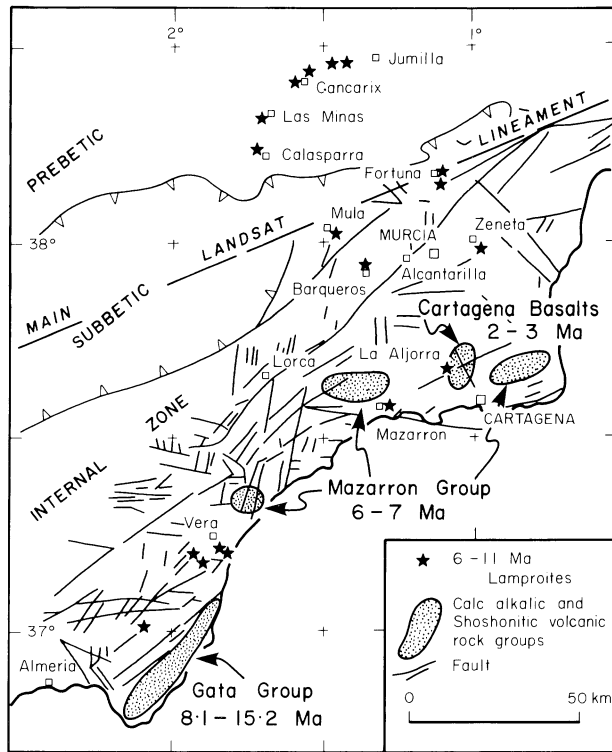 2°
1°
Jumilla
Cancarix
Las Minas
Calasparra
PREBETIC
LINEAMENT
Fortuna
Mula
LANDSAT
MURCIA
Zeneta
38°
Alcantarilla
Barqueros
MAIN
SUBBETIC
Cartagena Basalts
2 – 3 Ma
Lorca
La Aljorra
ZONE
CARTAGENA
Mazarron
INTERNAL
Mazarron Group
6 – 7 Ma
Vera
37°
Almeria
Gata Group
8·1 – 15·2 Ma
6 – 11 Ma
Lamproites
Calc alkalic and
Shoshonitic volcanic
rock groups
Fault
0 50 km